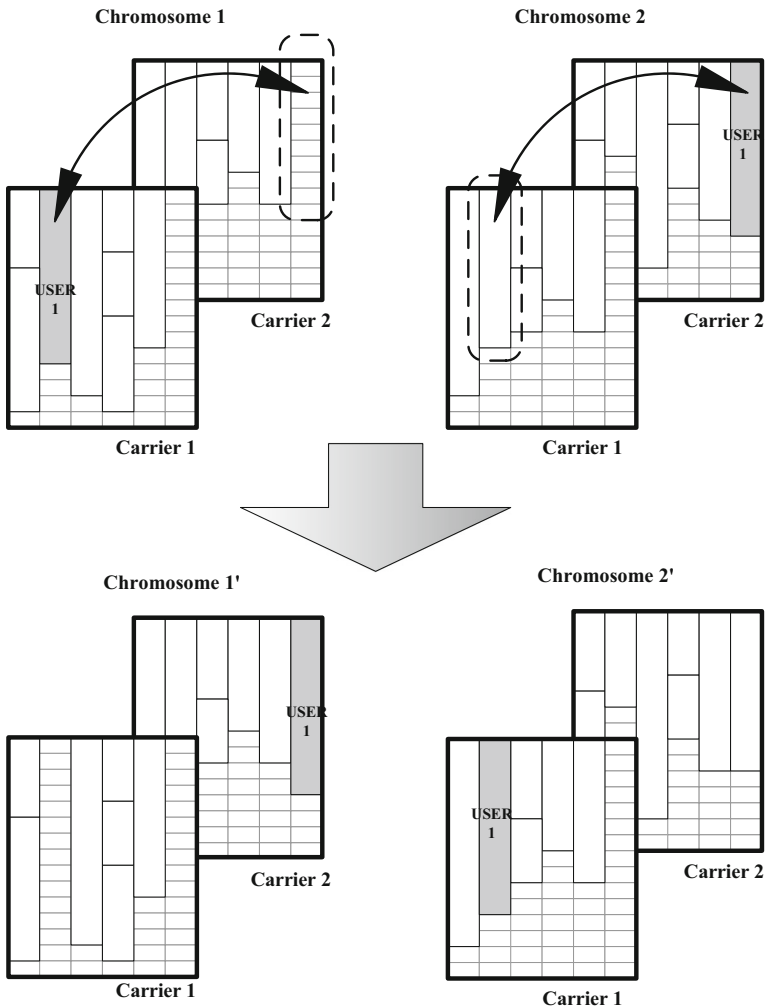 Chromosome 1
Chromosome 2
USER
1
USER
1
Carrier 2
Carrier 2
Carrier 1
Carrier 1
Chromosome 1'
Chromosome 2'
USER
1
USER
1
Carrier 2
Carrier 2
Carrier 1
Carrier 1